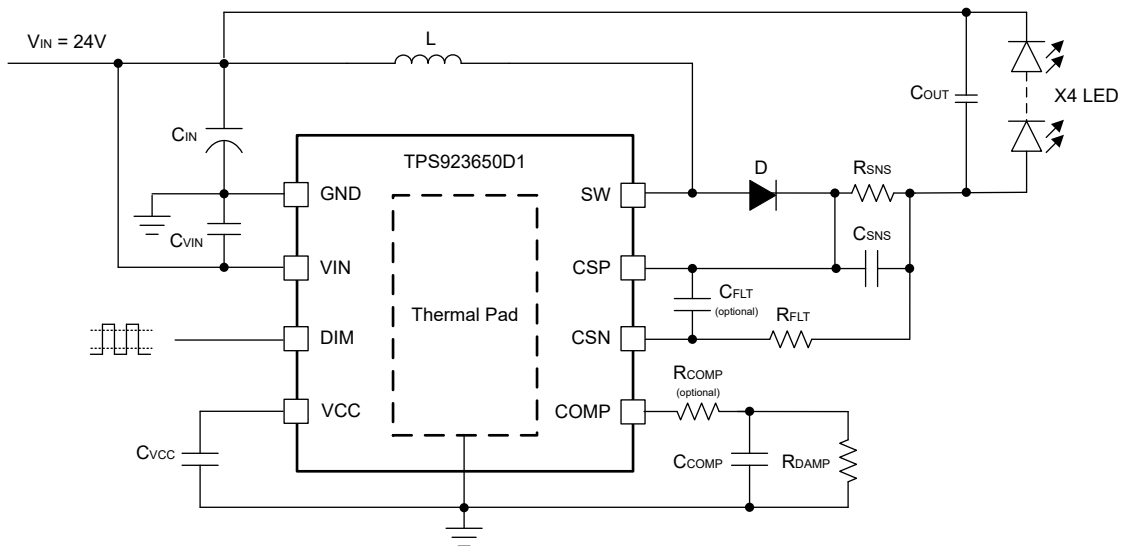 VIN = 24V
L
COUT
X4 LED
CIN
TPS923650D1
D
RSNS
GND
SW
CVIN
CSNS
VIN
CSP
Thermal Pad
CFLT
(optional)
RFLT
DIM
CSN
RCOMP
(optional)
VCC
COMP
CVCC
CCOMP
RDAMP